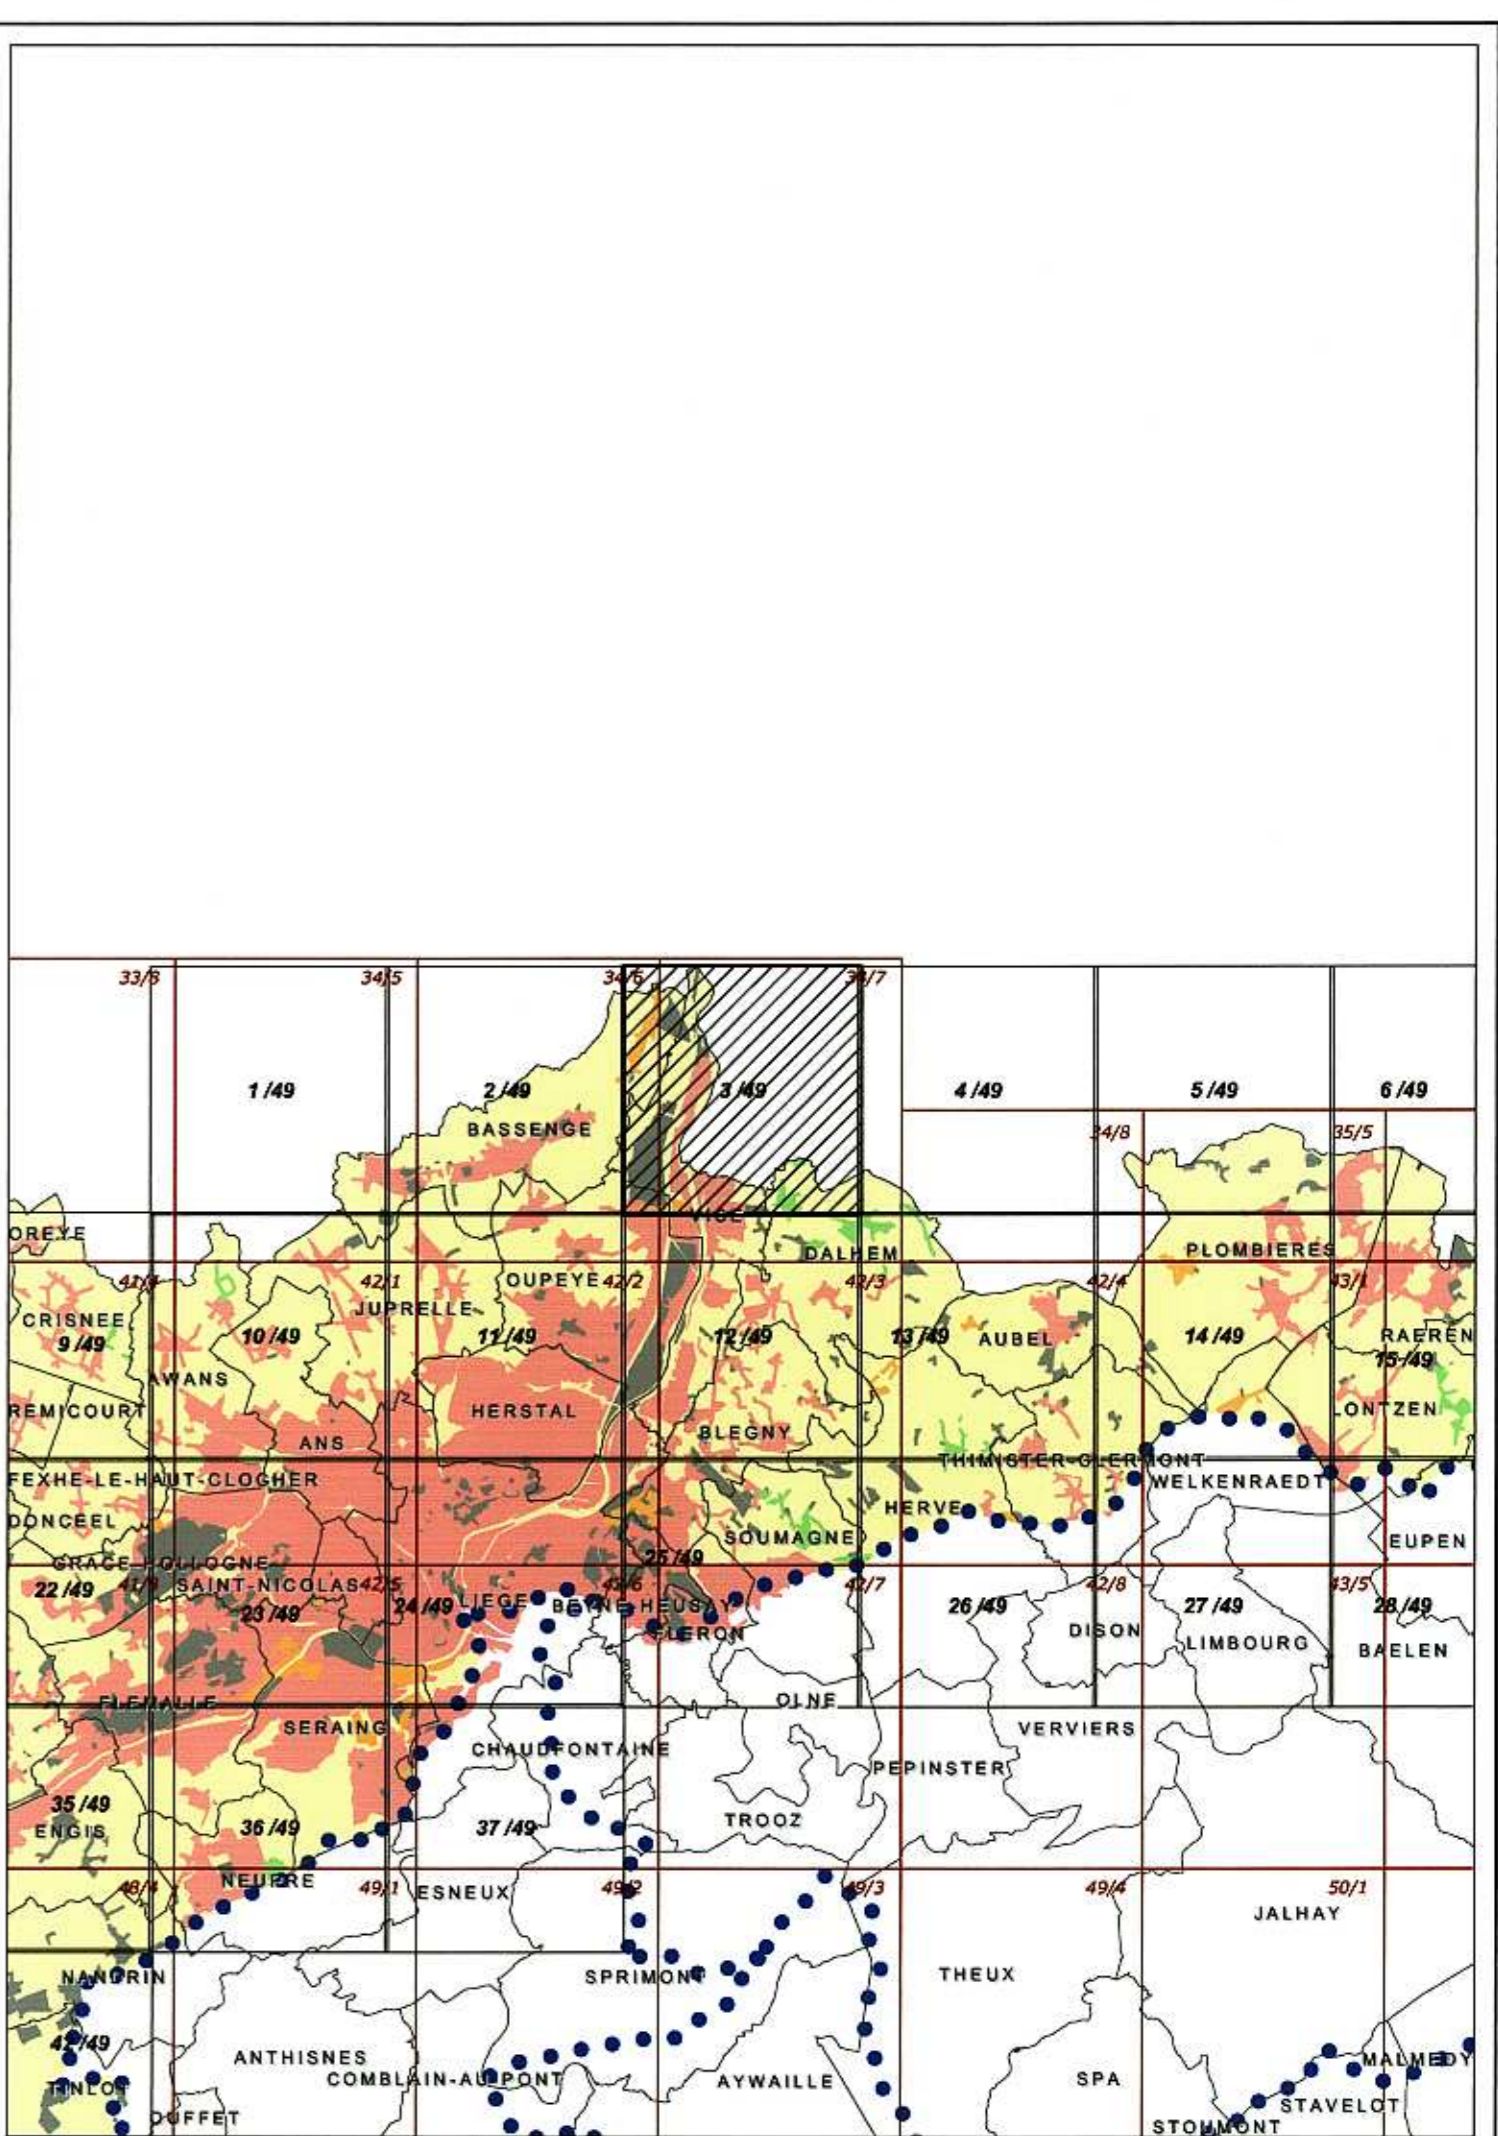 33/8 34/5 34/6 34/7
1/49 2/49 3/49 4/49 5/49 6/49
BASSENGE
34/8 35/5
OREYE
VISE
DALHEM PLOMBIERES
41/4 42/1 OUPEYE 42/2 42/3 42/4 43/1
JUPRELLE
CRISNEE
9/49 10/49 11/49 12/49 13/49 AUBEL 14/49 RAEREN
15/49
AWANS
REMICOURT HERSTAL LONTZEN
ANS BLEGNY
THIMISTER-CLERMONT
FEXHE-LE-HAUT-CLOCHER WELKENRAEDT
DONCEEL HERVE
SOUMAGNE EUPEN
GRACE-HOLLOGNE 25/49
22/49 41/8 SAINT-NICOLAS 42/5 42/6 42/7 42/8 43/5
23/49 24/49 LIEGE BEYNE-HEUSAY 26/49 27/49 28/49
FLERON DISON LIMBOURG BAELEN
FLEMALLE OLNE
SERAING VERVIERS
CHAUDFONTAINE
PEPINSTER
35/49
ENGIS 36/49 37/49 TROOZ
NEUPRE
48/4 49/1 ESNEUX 49/2 49/3 49/4 50/1
JALHAY
NANDRIN SPRIMONT THEUX
47/49
ANTHISNES MALMEDY
COMBLAIN-AU-PONT AYWAILLE SPA
TINLOT
OUFFET STAVELOT
STOUMONT